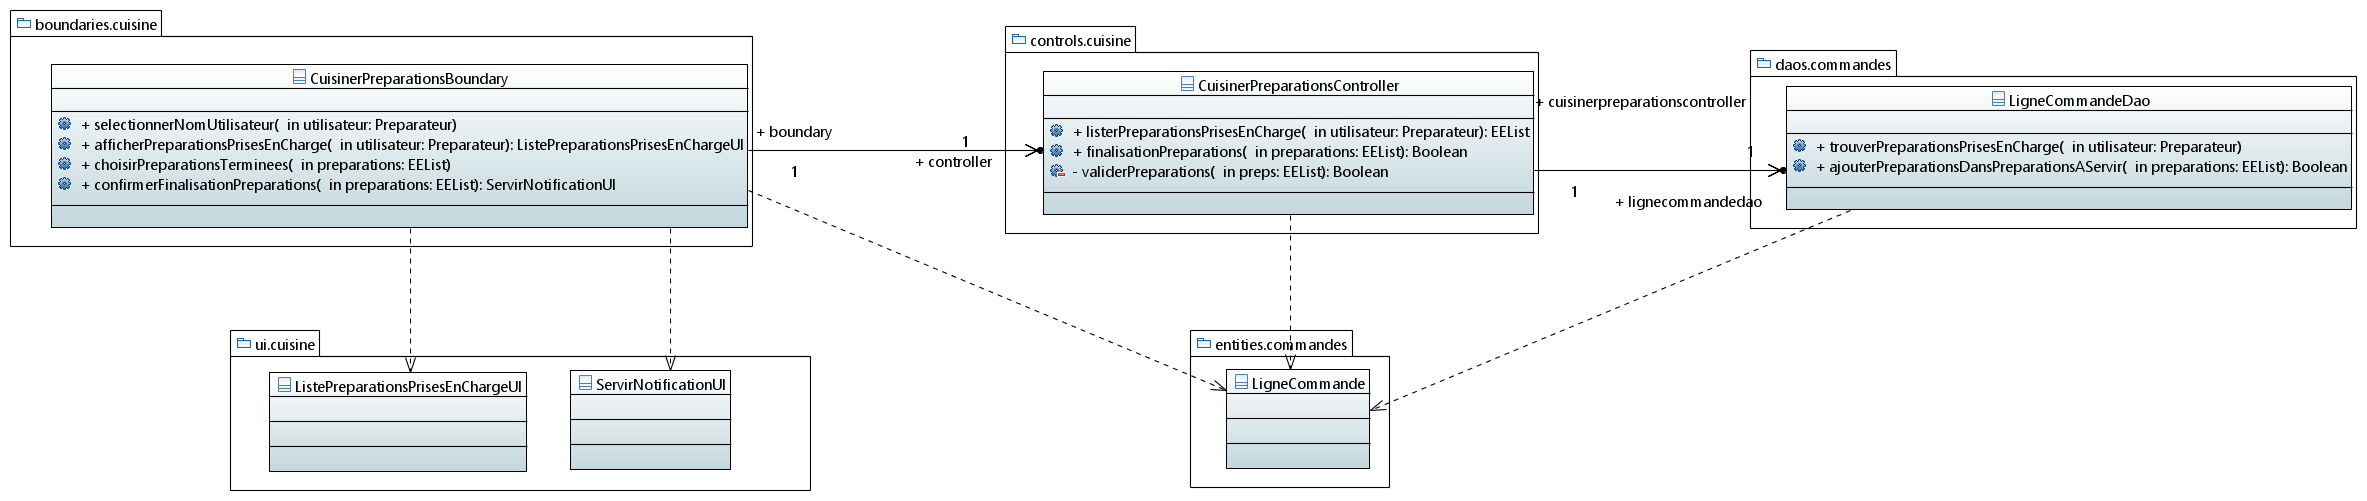 boundaries.cuisine
CuisinerPreparationsBoundary
+ selectionnerNomUtilisateur(  in utilisateur: Preparateur)
+ afficherPreparationsPrisesEnCharge(  in utilisateur: Preparateur): ListePreparationsPrisesEnChargeUI
+ choisirPreparationsTerminees(  in preparations: EEList)
+ confirmerFinalisationPreparations(  in preparations: EEList): ServirNotificationUI
+ boundary
1
1
+ controller
controls.cuisine
CuisinerPreparationsController
+ listerPreparationsPrisesEnCharge(  in utilisateur: Preparateur): EEList
+ finalisationPreparations(  in preparations: EEList): Boolean
- validerPreparations(  in preps: EEList): Boolean
+ cuisinerpreparationscontroller
1
1
+ lignecommandedao
daos.commandes
LigneCommandeDao
+ trouverPreparationsPrisesEnCharge(  in utilisateur: Preparateur)
+ ajouterPreparationsDansPreparationAServir(  in preparations: EEList): Boolean
ui.cuisine
ListePreparationsPrisesEnChargeUI
ServirNotificationUI
entities.commandes
LigneCommande